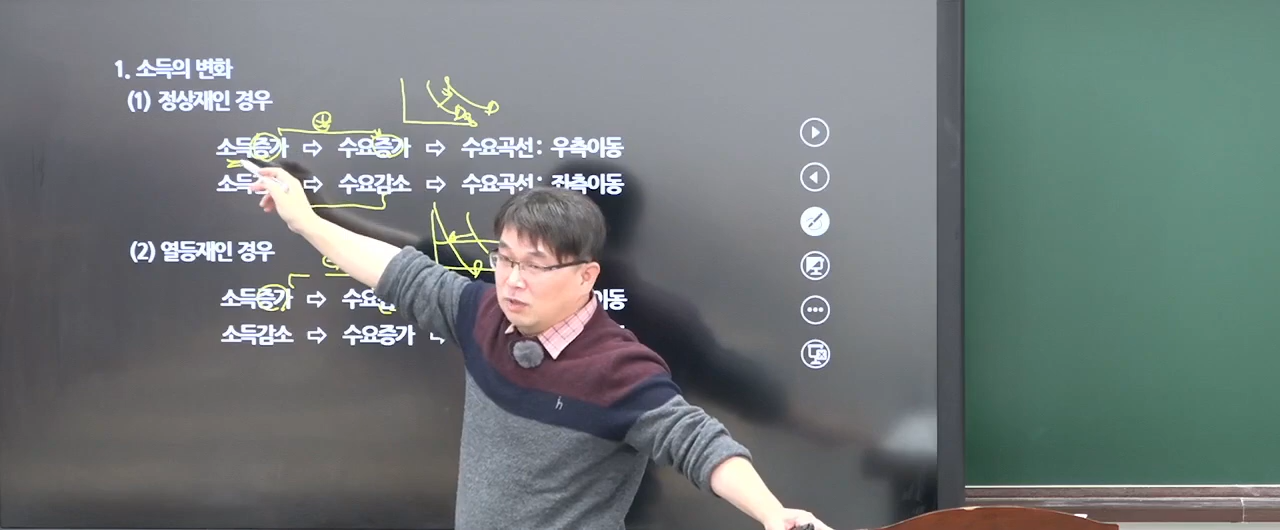 1. 소득의 변화
(1) 정상재인 경우
소득증가 ⇨ 수요증가 ⇨ 수요곡선 : 우측이동
⇨ 수요감소 ⇨ 수요곡선 : 좌측이동
(2) 열등재인 경우
소득증가 ⇨
소득감소 ⇨ 수요증가